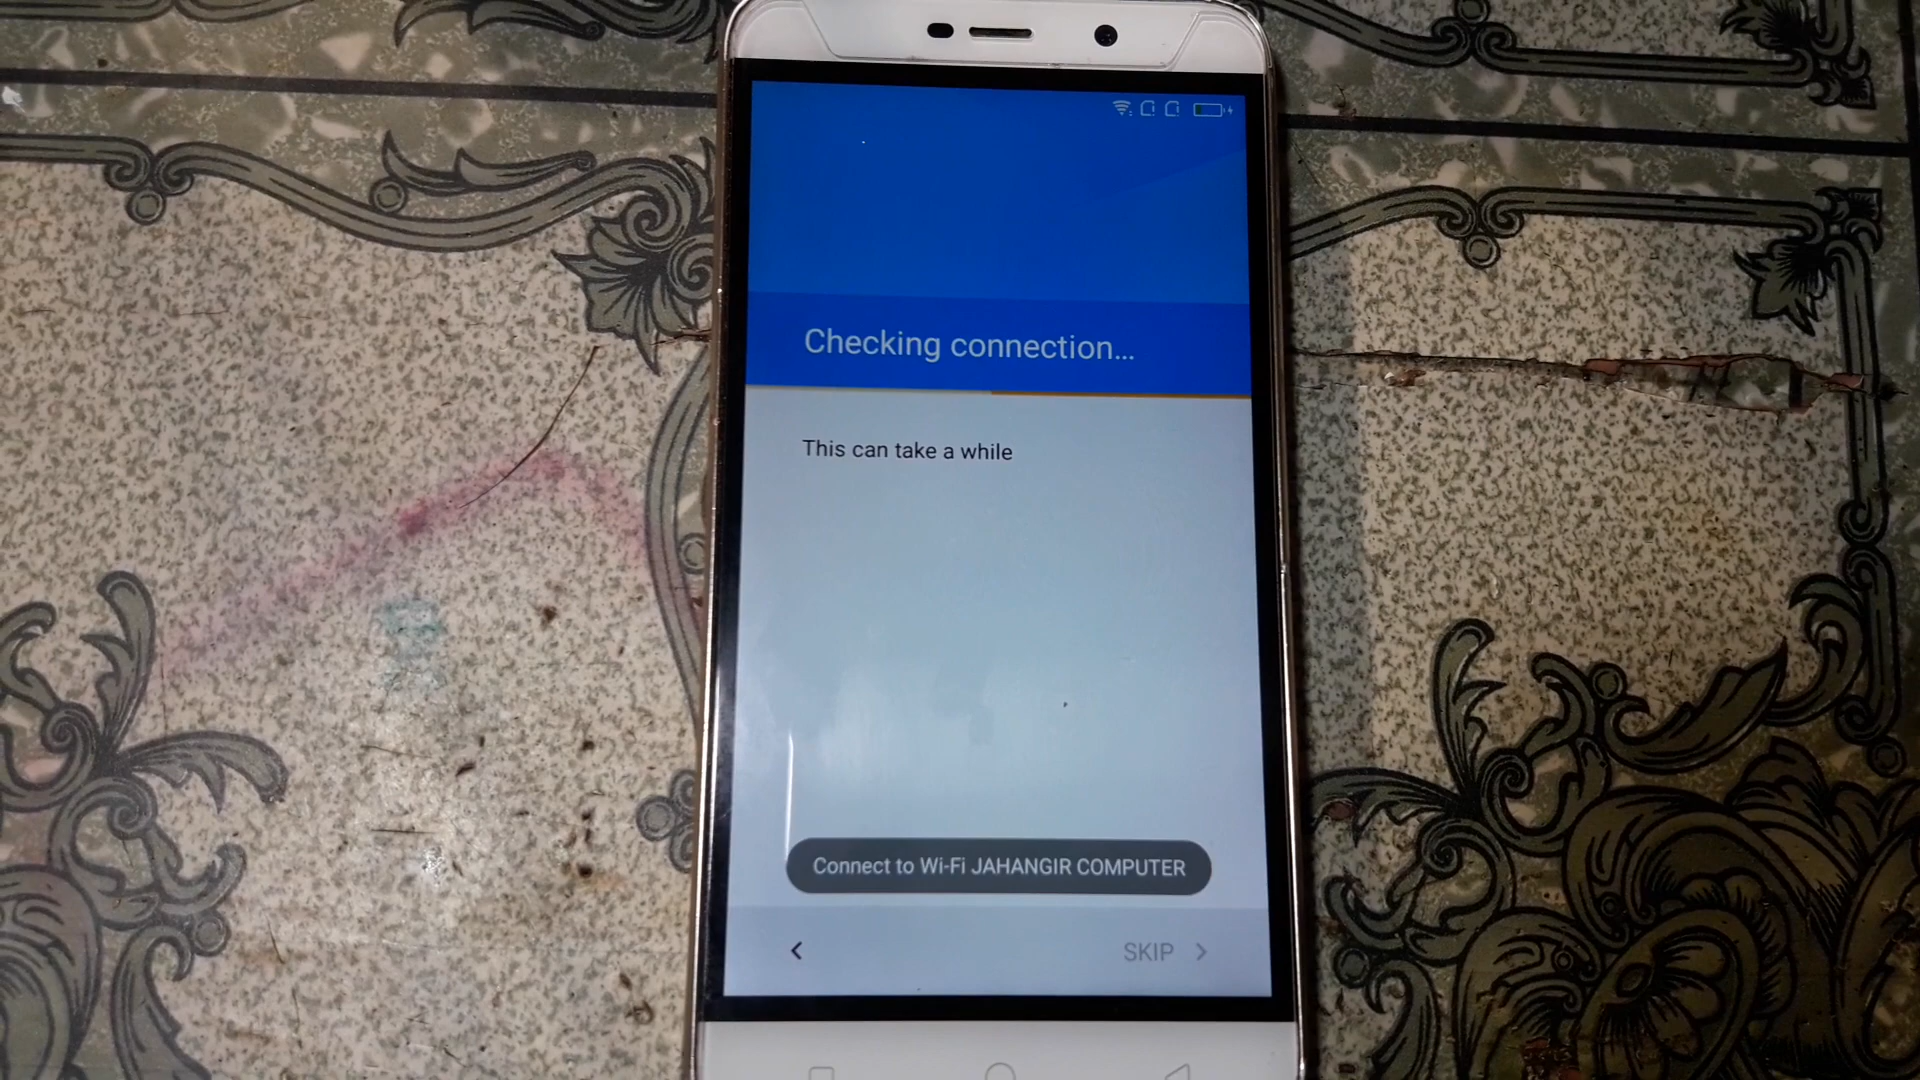 Checking connection...
This can take a while
Connect to Wi-Fi JAHANGIR COMPUTER
SKIP